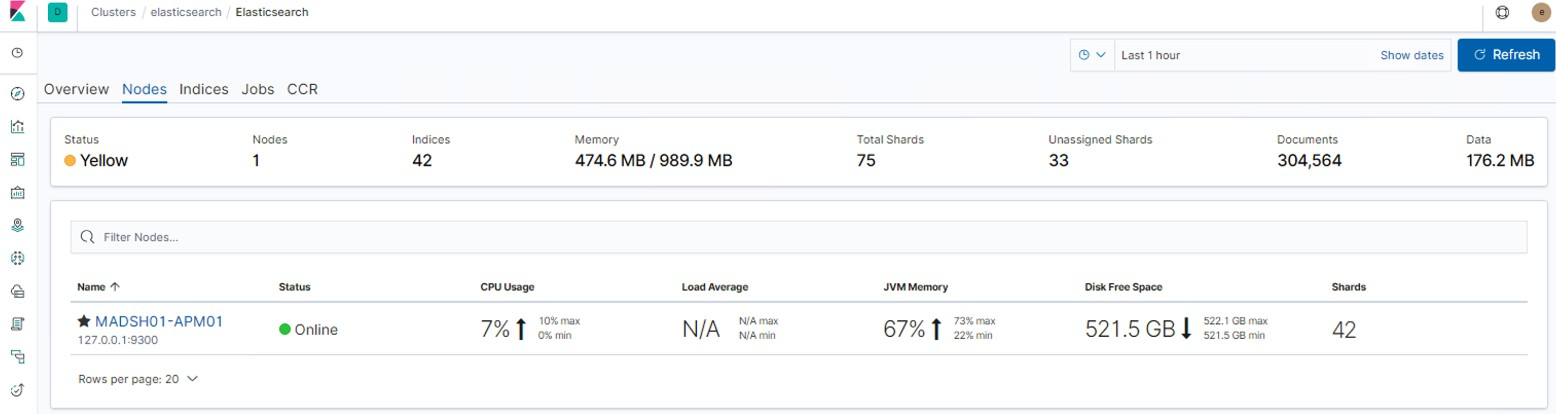 D Clusters / elasticsearch / Elasticsearch e
Last 1 hour Show dates Refresh
Overview Nodes Indices Jobs CCR
Status Nodes Indices Memory Total Shards Unassigned Shards Documents Data
Yellow 1 42 474.6 MB / 989.9 MB 75 33 304,564 176.2 MB
Filter Nodes...
Name Status CPU Usage Load Average JVM Memory Disk Free Space Shards
MADSH01-APM01 Online 7% 10% max N/A N/A max 67% 73% max 521.5 GB 522.1 GB max 42
127.0.0.1:9300 0% min N/A min 22% min 521.5 GB min
Rows per page: 20